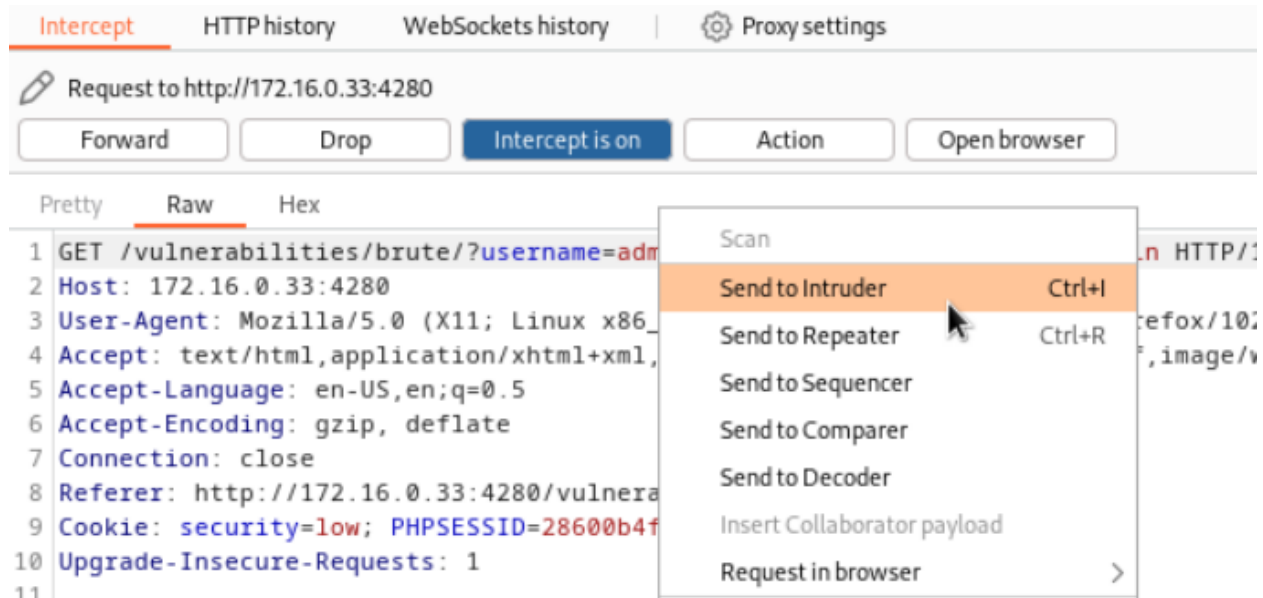 Intercept HTTP history WebSockets history Proxy settings
Request to http://172.16.0.33:4280
Forward Drop Intercept is on Action Open browser
Pretty Raw Hex
1 GET /vulnerabilities/brute/?username=adm n HTTP/1
2 Host: 172.16.0.33:4280
3 User-Agent: Mozilla/5.0 (X11; Linux x86_ efox/102
4 Accept: text/html,application/xhtml+xml, ,image/w
5 Accept-Language: en-US,en;q=0.5
6 Accept-Encoding: gzip, deflate
7 Connection: close
8 Referer: http://172.16.0.33:4280/vulnera
9 Cookie: security=low; PHPSESSID=28600b4f
10 Upgrade-Insecure-Requests: 1
11
Scan
Send to Intruder Ctrl+I
Send to Repeater Ctrl+R
Send to Sequencer
Send to Comparer
Send to Decoder
Insert Collaborator payload
Request in browser